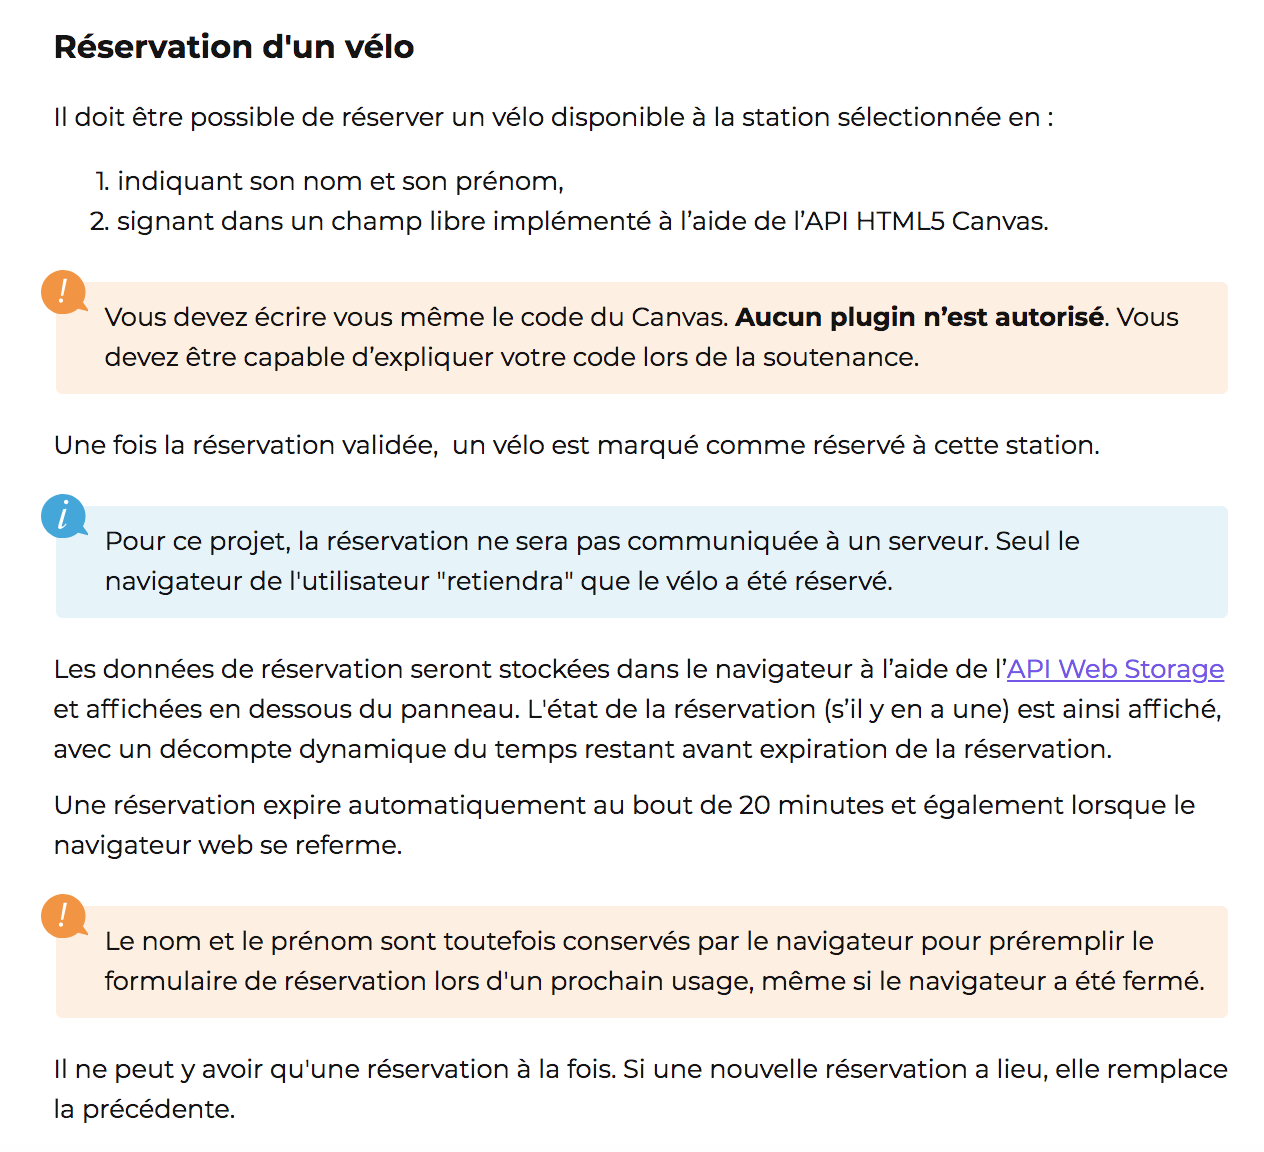 Réservation d'un vélo
Il doit être possible de réserver un vélo disponible à la station sélectionnée en :
1. indiquant son nom et son prénom,
2. signant dans un champ libre implémenté à l’aide de l’API HTML5 Canvas.
!
Vous devez écrire vous même le code du Canvas. Aucun plugin n’est autorisé. Vous
devez être capable d’expliquer votre code lors de la soutenance.
Une fois la réservation validée,  un vélo est marqué comme réservé à cette station.
i
Pour ce projet, la réservation ne sera pas communiquée à un serveur. Seul le
navigateur de l'utilisateur "retiendra" que le vélo a été réservé.
Les données de réservation seront stockées dans le navigateur à l’aide de l’API Web Storage
et affichées en dessous du panneau. L'état de la réservation (s’il y en a une) est ainsi affiché,
avec un décompte dynamique du temps restant avant expiration de la réservation.
Une réservation expire automatiquement au bout de 20 minutes et également lorsque le
navigateur web se referme.
!
Le nom et le prénom sont toutefois conservés par le navigateur pour préremplir le
formulaire de réservation lors d'un prochain usage, même si le navigateur a été fermé.
Il ne peut y avoir qu'une réservation à la fois. Si une nouvelle réservation a lieu, elle remplace
la précédente.